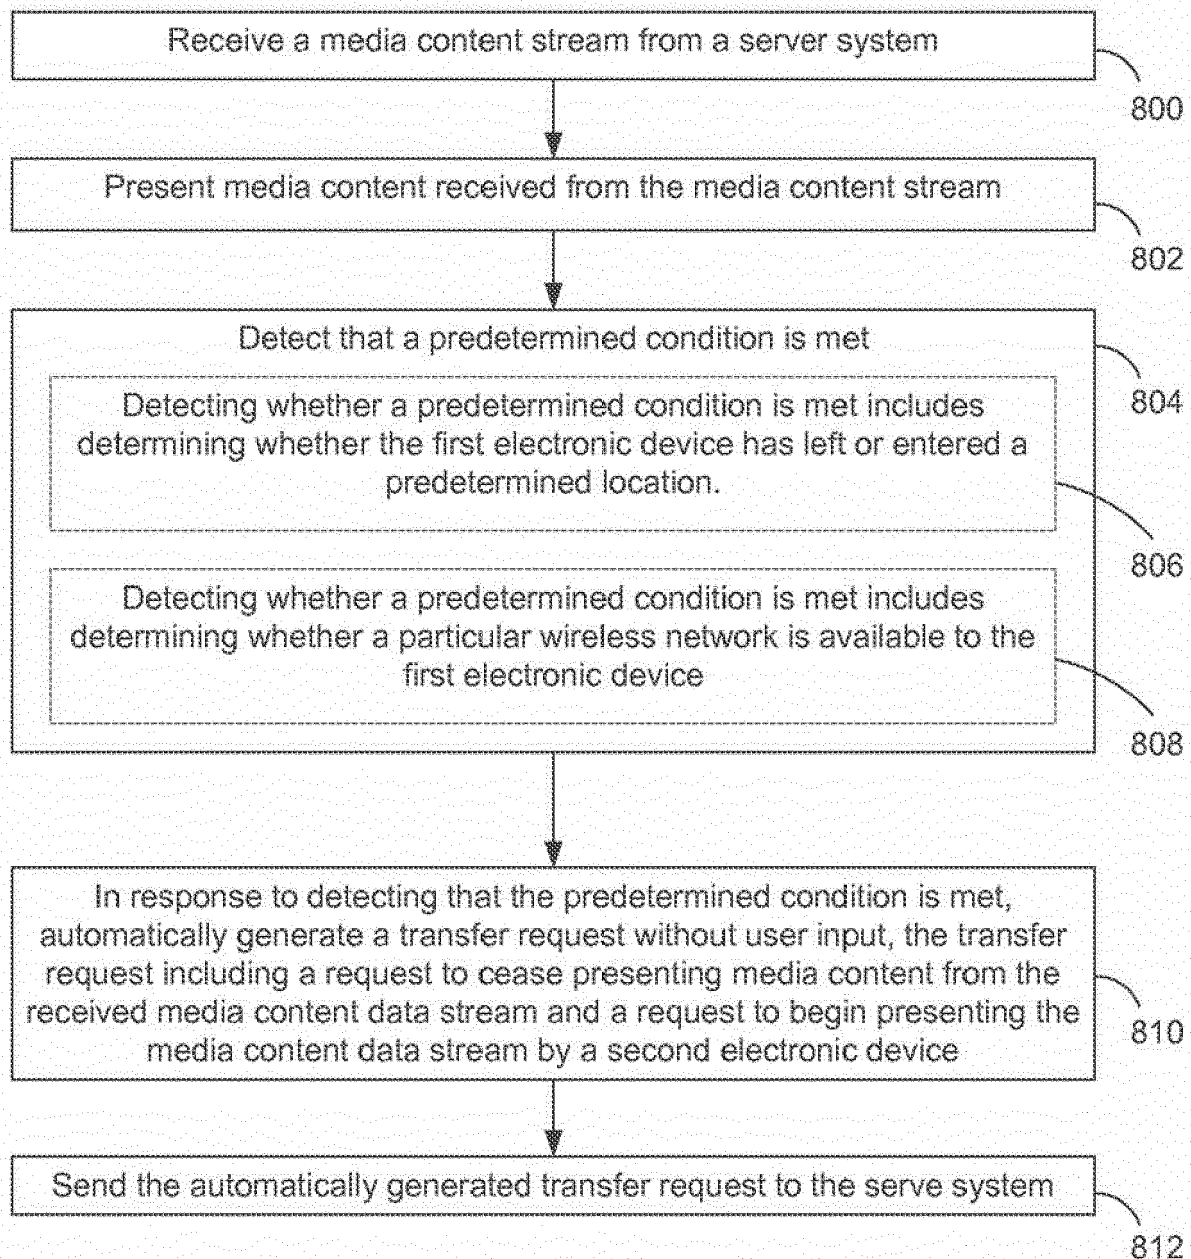 Receive a media content stream from a server system
800
Present media content received from the media content stream
802
Detect that a predetermined condition is met
804
Detecting whether a predetermined condition is met includes
determining whether the first electronic device has left or entered a
predetermined location.
806
Detecting whether a predetermined condition is met includes
determining whether a particular wireless network is available to the
first electronic device
808
In response to detecting that the predetermined condition is met,
automatically generate a transfer request without user input, the transfer
request including a request to cease presenting media content from the
received media content data stream and a request to begin presenting the
media content data stream by a second electronic device
810
Send the automatically generated transfer request to the serve system
812